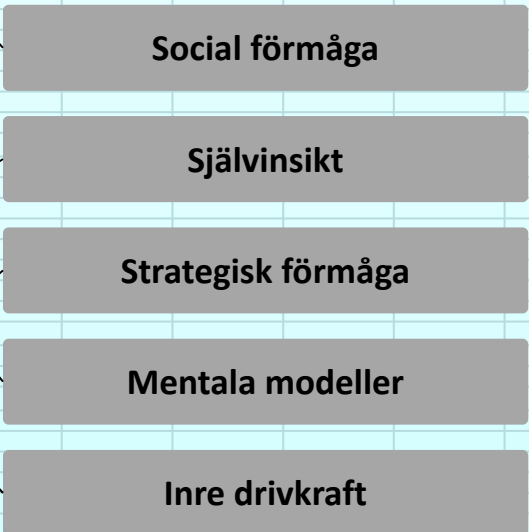 Social förmåga
Självinsikt
Strategisk förmåga
Mentala modeller
Inre drivkraft